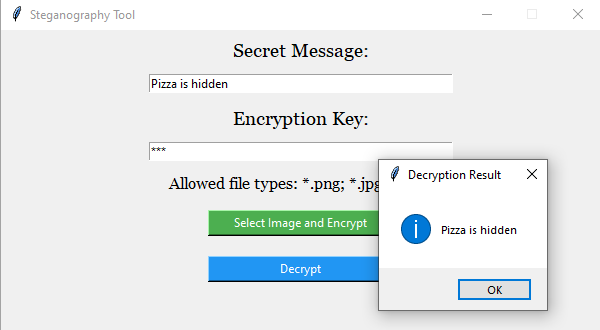 Steganography Tool
Secret Message:
Pizza is hidden
Encryption Key:
***
Allowed file types: *.png; *.jpg
Select Image and Encrypt
Decrypt
Decryption Result
Pizza is hidden
OK